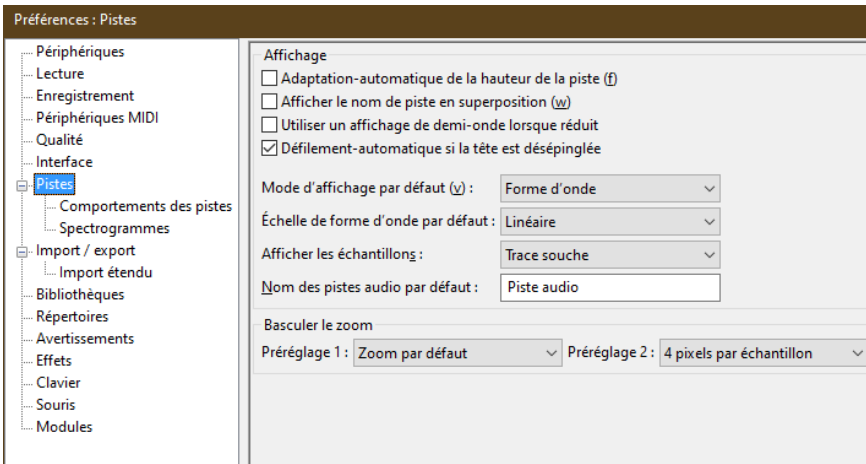 Préférences : Pistes
Périphériques
Lecture
Enregistrement
Périphériques MIDI
Qualité
Interface
Pistes
Comportements des pistes
Spectrogrammes
Import / export
Import étendu
Bibliothèques
Répertoires
Avertissements
Effets
Clavier
Souris
Modules
Affichage
Adaptation-automatique de la hauteur de la piste (f)
Afficher le nom de piste en superposition (w)
Utiliser un affichage de demi-onde lorsque réduit
Défilement-automatique si la tête est désépinglée
Mode d'affichage par défaut (v) : Forme d'onde
Échelle de forme d'onde par défaut : Linéaire
Afficher les échantillons : Trace souche
Nom des pistes audio par défaut : Piste audio
Basculer le zoom
Préréglage 1 : Zoom par défaut Préréglage 2 : 4 pixels par échantillon